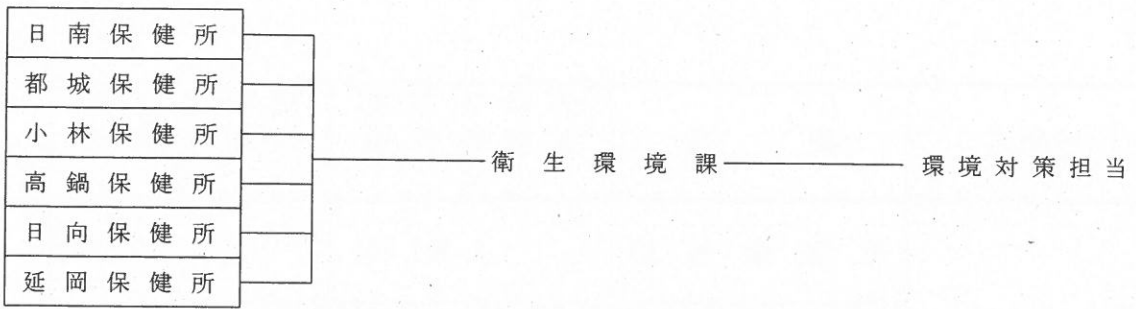 日南保健所
都城保健所
小林保健所
高鍋保健所
日向保健所
延岡保健所
衛生環境課
環境対策担当